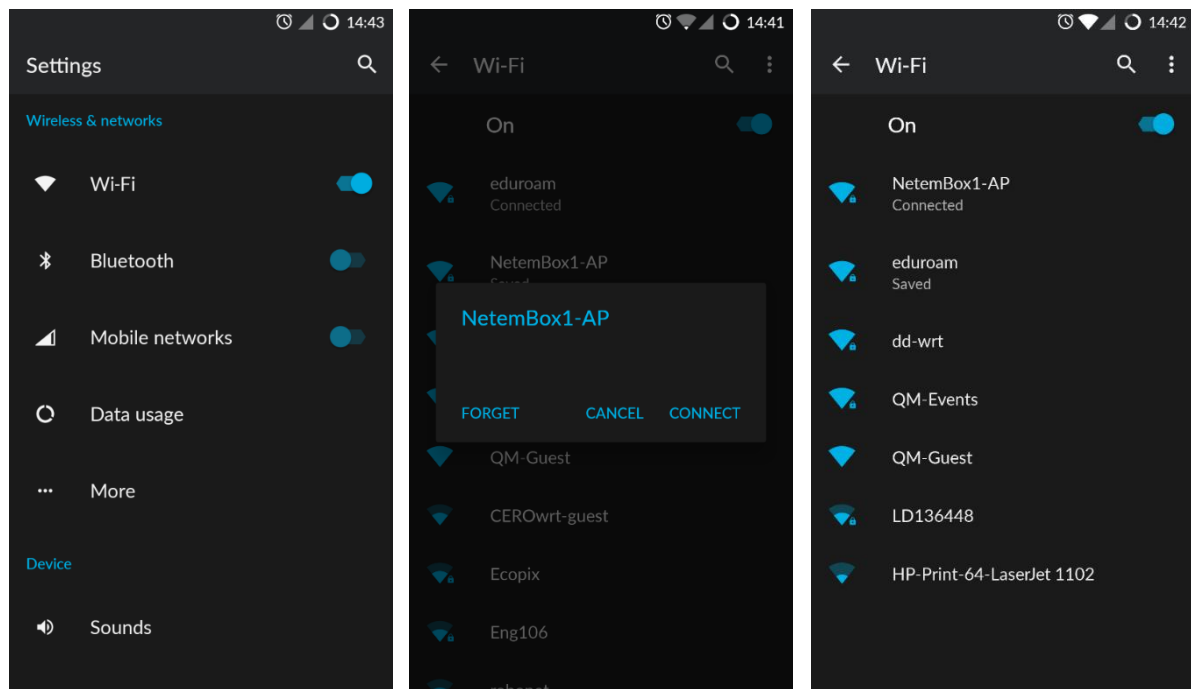 14:43
Settings
Wireless & networks
Wi-Fi
Bluetooth
Mobile networks
Data usage
More
Device
Sounds
14:41
Wi-Fi
On
eduroam
Connected
NetemBox1-AP
Saved
NetemBox1-AP
FORGET CANCEL CONNECT
QM-Guest
CEROwrt-guest
Ecopix
Eng106
14:42
Wi-Fi
On
NetemBox1-AP
Connected
eduroam
Saved
dd-wrt
QM-Events
QM-Guest
LD136448
HP-Print-64-LaserJet 1102